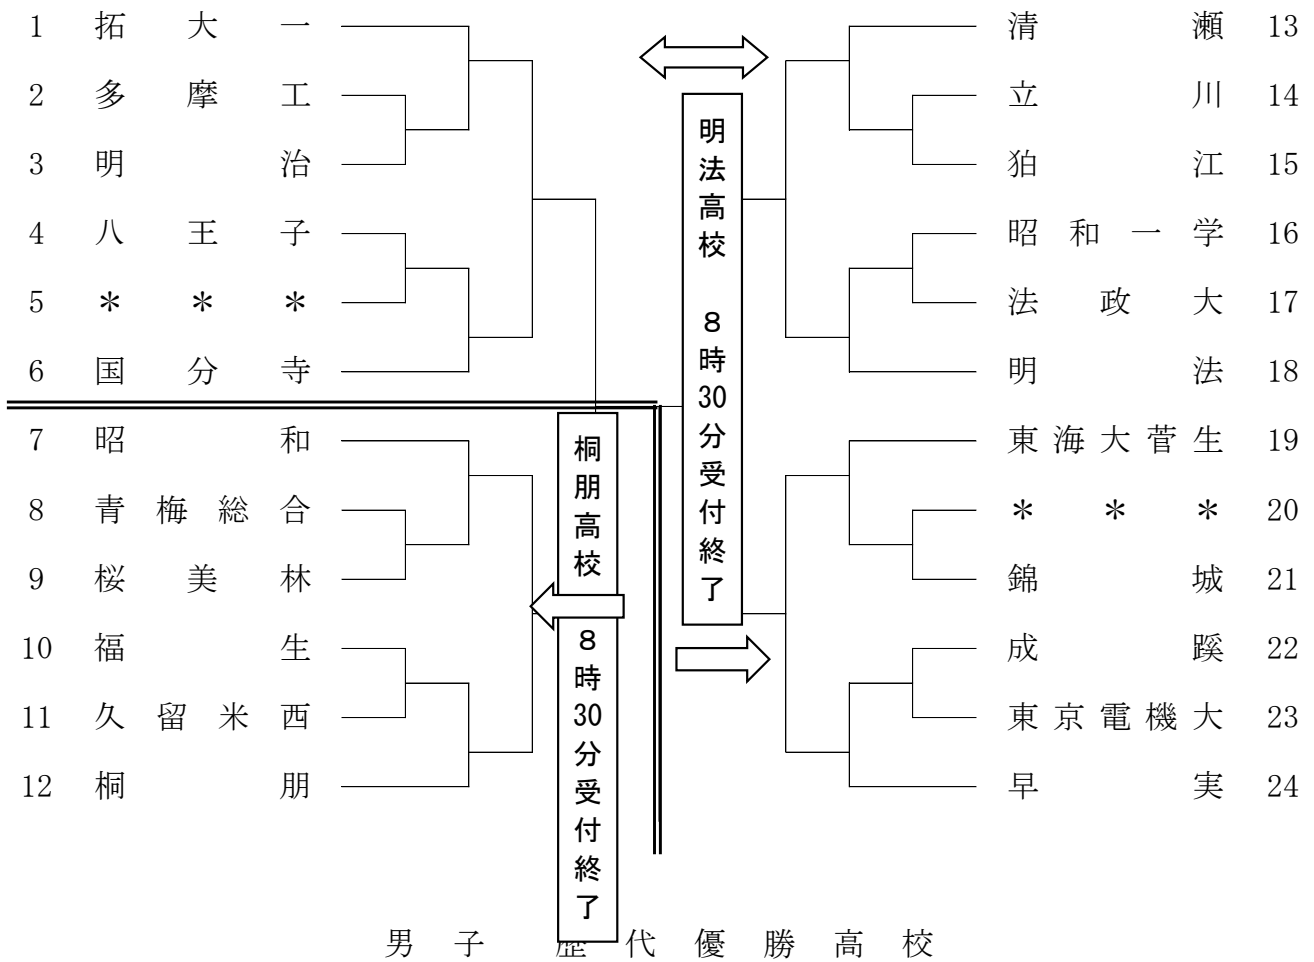 1 拓大一
2 多摩工
3 明治
4 八王子
5 ＊＊＊
6 国分寺
7 昭和
8 青梅総合
9 桜美林
10 福生
11 久留米西
12 桐朋
桐朋高校 8時30分受付終了
明法高校 8時30分受付終了
清瀬 13
立川 14
狛江 15
昭和一学 16
法政大 17
明法 18
東海大菅生 19
＊＊＊ 20
錦城 21
成蹊 22
東京電機大 23
早実 24
男子 歴代優勝高校